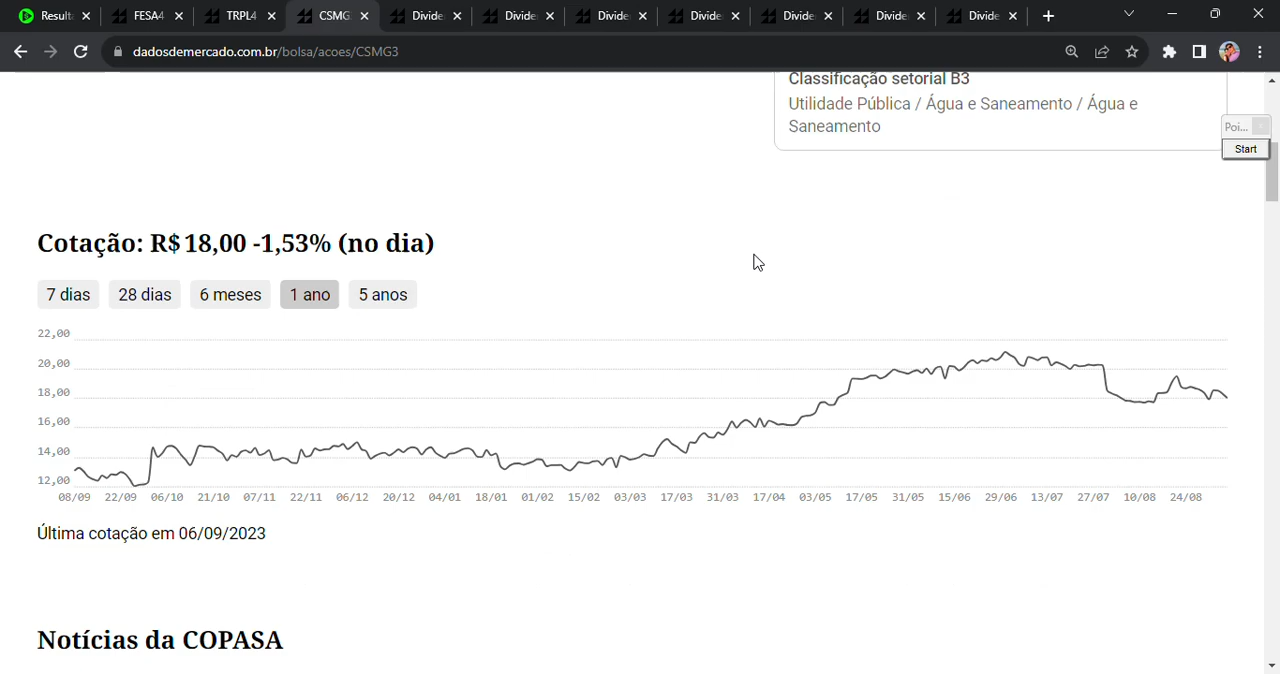 Result
FESA4
TRPL4
CSMG
Divide
Divide
Divide
Divide
Divide
Divide
Divide
dadosdemercado.com.br/bolsa/acoes/CSMG3
Classificação setorial B3
Utilidade Pública / Água e Saneamento / Água e
Saneamento
Poi...
Start
Cotação: R$ 18,00 -1,53% (no dia)
7 dias 28 dias 6 meses 1 ano 5 anos
22,00
20,00
18,00
16,00
14,00
12,00
08/09 22/09 06/10 21/10 07/11 22/11 06/12 20/12 04/01 18/01 01/02 15/02 03/03 17/03 31/03 17/04 03/05 17/05 31/05 15/06 29/06 13/07 27/07 10/08 24/08
Última cotação em 06/09/2023
Notícias da COPASA